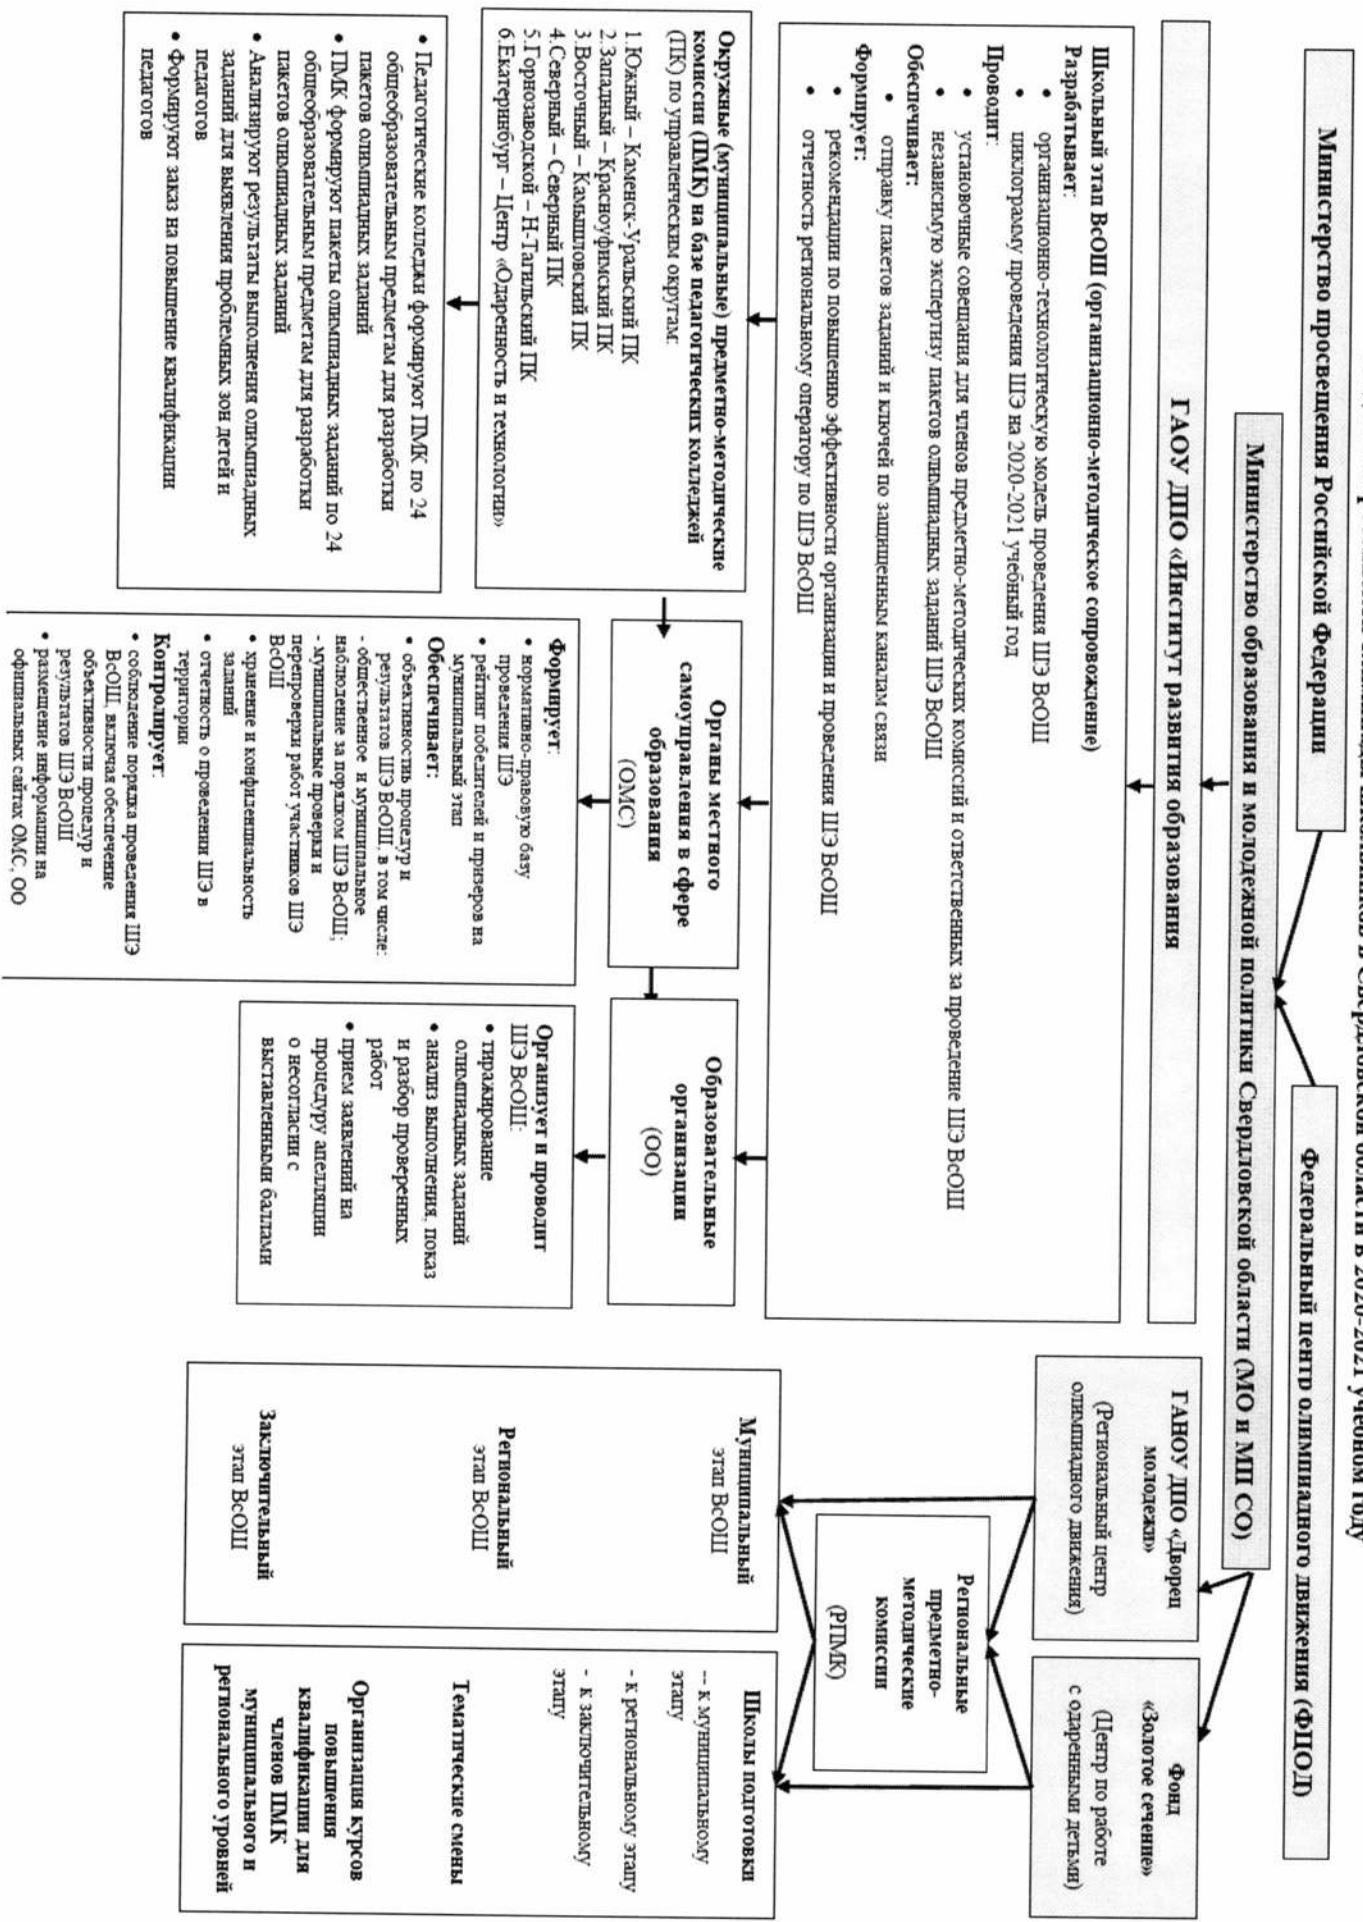 в Свердловской области в 2020-2021 учебном году
Министерство просвещения Российской Федерации
Федеральный центр олимпиадного движения (ФЦОД)
Министерство образования и молодежной политики Свердловской области (МО и МП СО)
ГАОУ ДПО «Институт развития образования
ГАНОУ ДПО «Дворец
молодежи»
(Региональный центр
олимпиадного движения)
Фонд
«Золотое сечение»
(Центр по работе
с одаренными детьми)
Школьный этап ВсОШ (организационно-методическое сопровождение)
Разрабатывает:
• организационно-технологическую модель проведения ШЭ ВсОШ
• циклограмму проведения ШЭ на 2020-2021 учебный год
Проводит:
• установочные совещания для членов предметно-методических комиссий и ответственных за проведение ШЭ ВсОШ
• независимую экспертизу пакетов олимпиадных заданий ШЭ ВсОШ
Обеспечивает:
• отправку пакетов заданий и ключей по защищенным каналам связи
Формирует:
• рекомендации по повышению эффективности организации и проведения ШЭ ВсОШ
• отчетность региональному оператору по ШЭ ВсОШ
Региональные
предметно-
методические
комиссии
(РПМК)
Окружные (муниципальные) предметно-методические
комиссии (ПМК) на базе педагогических колледжей
(ПК) по управленческим округам:
1.Южный – Каменск-Уральский ПК
2.Западный – Красноуфимский ПК
3.Восточный – Камышловский ПК
4.Северный – Северный ПК
5.Горнозаводской – Н-Тагильский ПК
6.Екатеринбург – Центр «Одаренность и технологии»
Органы местного
самоуправления в сфере
образования
(ОМС)
Образовательные
организации
(ОО)
• Педагогические колледжи формируют ПМК по 24
общеобразовательным предметам для разработки
пакетов олимпиадных заданий
• ПМК формируют пакеты олимпиадных заданий по 24
общеобразовательным предметам для разработки
пакетов олимпиадных заданий
• Анализируют результаты выполнения олимпиадных
заданий для выявления проблемных зон детей и
педагогов
• Формируют заказ на повышение квалификации
педагогов
Формирует:
• нормативно-правовую базу
проведения ШЭ
• рейтинг победителей и призеров на
муниципальный этап
Обеспечивает:
• объективность процедур и
результатов ШЭ ВсОШ, в том числе:
- общественное и муниципальное
наблюдение за порядком ШЭ ВсОШ;
- муниципальные проверки и
перепроверки работ участников ШЭ
ВсОШ
• хранение и конфиденциальность
заданий
• отчетность о проведении ШЭ в
территории
Контролирует:
• соблюдение порядка проведения ШЭ
ВсОШ, включая обеспечение
объективности процедур и
результатов ШЭ ВсОШ
• размещение информации на
официальных сайтах ОМС, ОО
Организует и проводит
ШЭ ВсОШ:
• тиражирование
олимпиадных заданий
• анализ выполнения, показ
и разбор проверенных
работ
• прием заявлений на
процедуру апелляции
о несогласии с
выставленными баллами
Муниципальный
этап ВсОШ
Региональный
этап ВсОШ
Заключительный
этап ВсОШ
Школы подготовки
-- к муниципальному
этапу
- к региональному этапу
- к заключительному
этапу
Тематические смены
Организация курсов
повышения
квалификации для
членов ПМК
муниципального и
регионального уровней